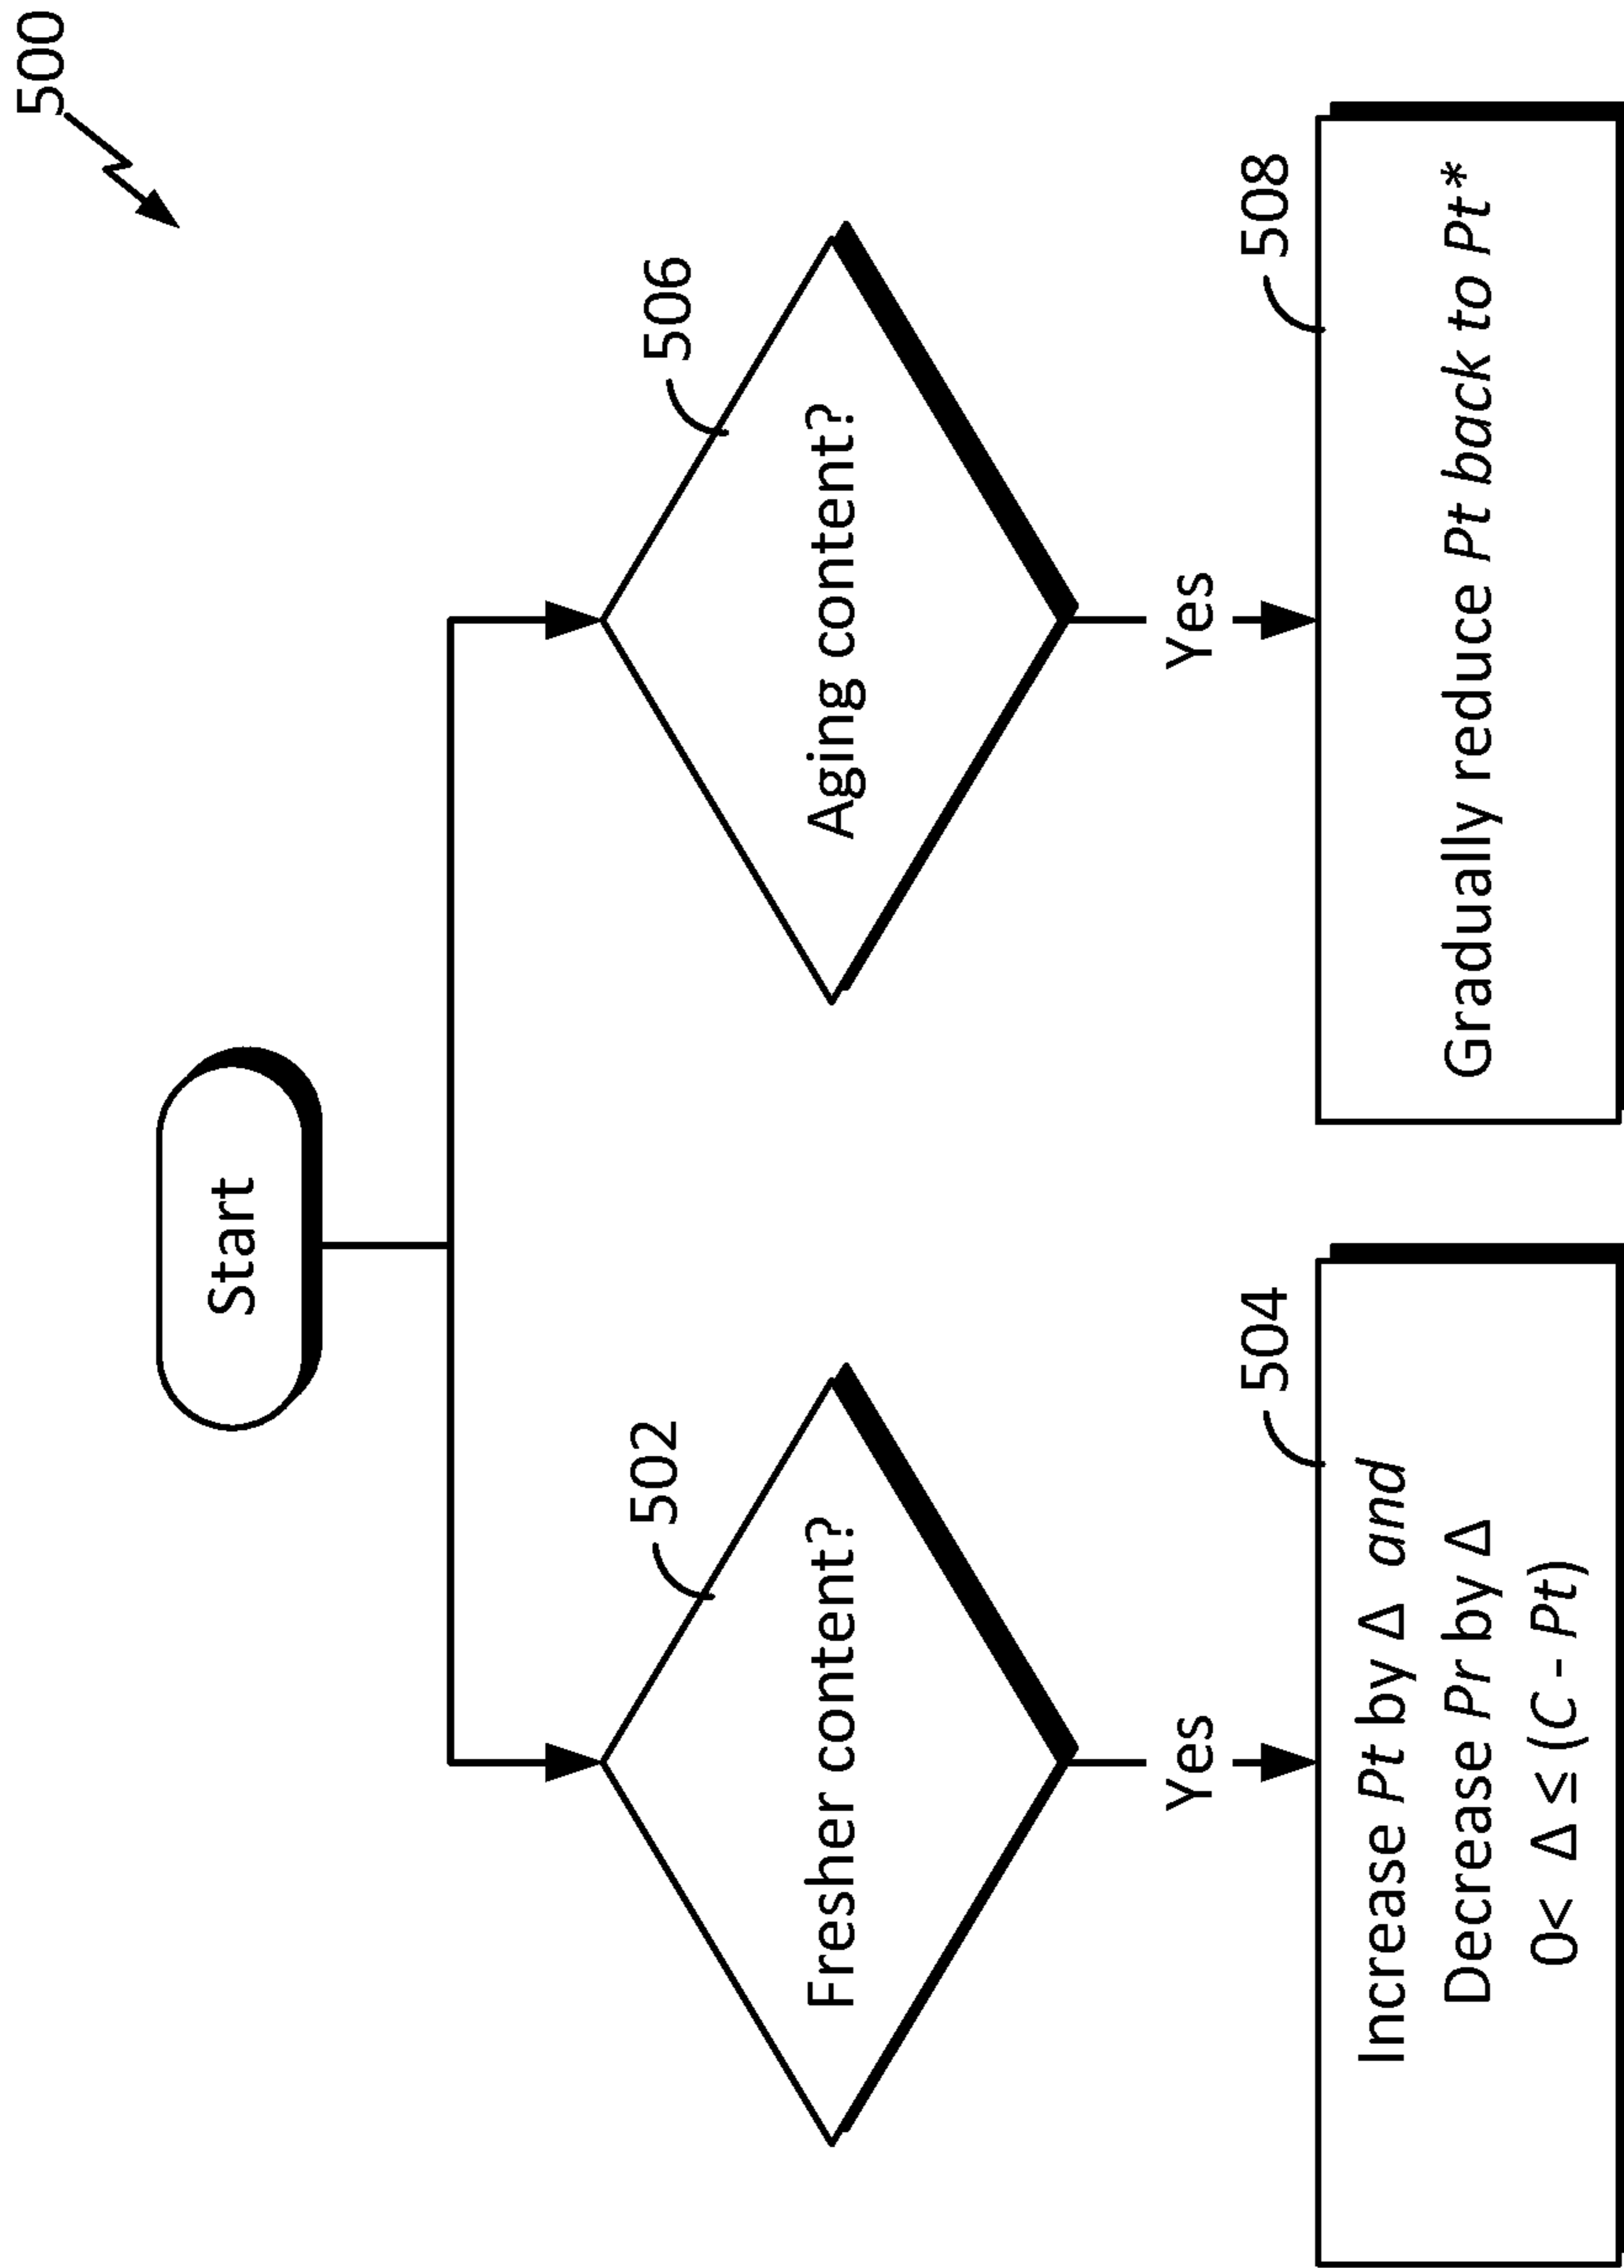 500
Start
502
Fresher content?
506
Aging content?
Yes
Yes
504
Increase Pt by Δ and
Decrease Pr by Δ
0< Δ ≤ (C - Pt)
508
Gradually reduce Pt back to Pt*